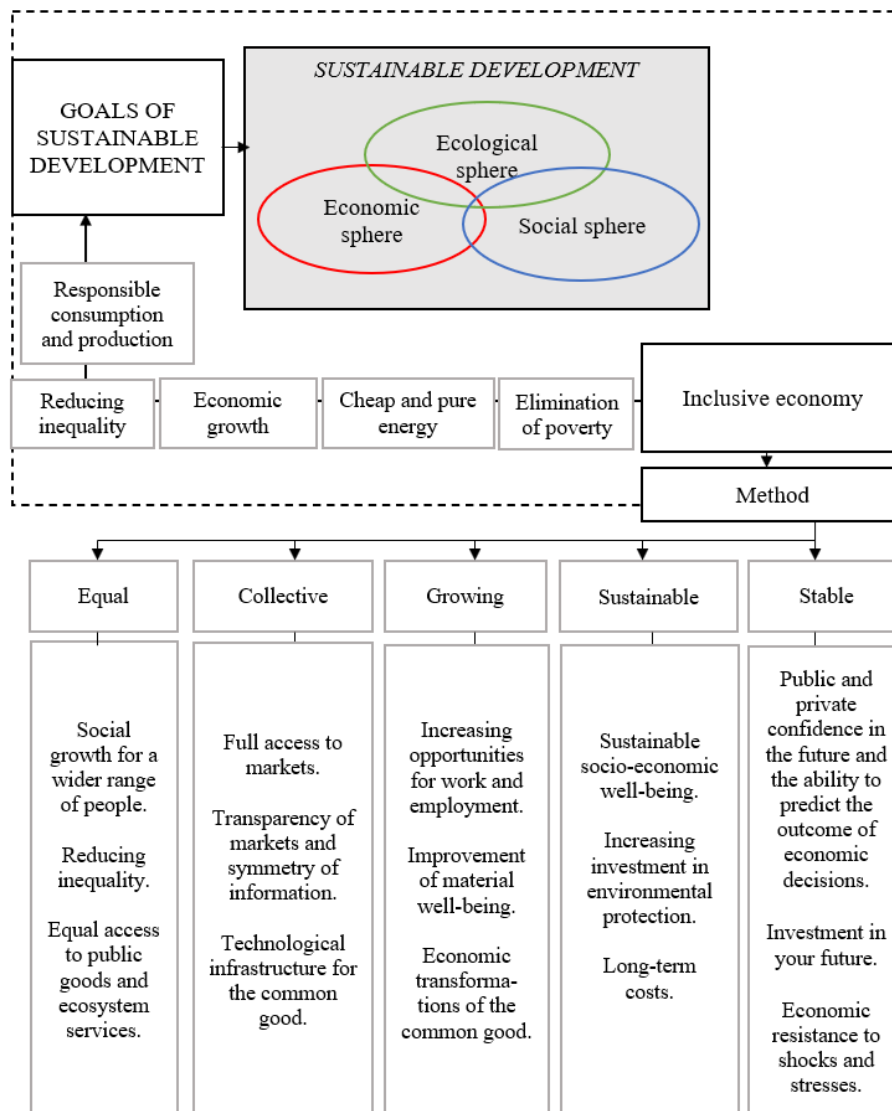 SUSTAINABLE DEVELOPMENT
GOALS OF
SUSTAINABLE
DEVELOPMENT
Ecological
sphere
Economic
sphere
Social sphere
Responsible
consumption
and production
Reducing
inequality
Economic
growth
Cheap and pure
energy
Elimination
of poverty
Inclusive economy
Method
Equal
Collective
Growing
Sustainable
Stable
Social
growth for a
wider range
of people.
Reducing
inequality.
Equal access
to public
goods and
ecosystem
services.
Full access to
markets.
Transparency of
markets and
symmetry of
information.
Technological
infrastructure for
the common
good.
Increasing
opportunities
for work and
employment.
Improvement
of material
well-being.
Economic
transforma-
tions of the
common good.
Sustainable
socio-economic
well-being.
Increasing
investment in
environmental
protection.
Long-term
costs.
Public and
private
confidence in
the future and
the ability to
predict the
outcome of
economic
decisions.
Investment in
your future.
Economic
resistance to
shocks and
stresses.